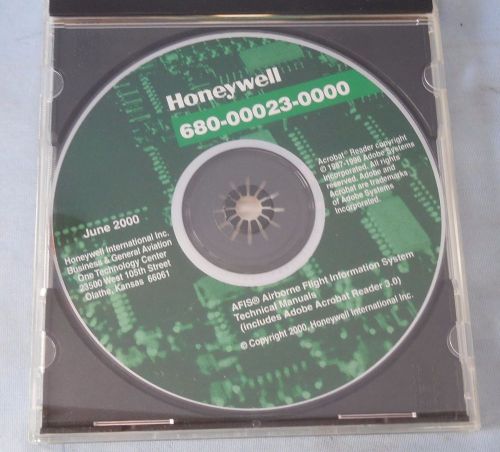 Honeywell
680-00023-0000
Acrobat® Reader copyright
© 1987-1998 Adobe Systems
Incorporated. All rights
reserved. Adobe and
Acrobat are trademarks
of Adobe Systems
Incorporated.
June 2000
Honeywell International Inc.
Business & General Aviation
One Technology Center
23500 West 105th Street
Olathe, Kansas 66061
AFIS® Airborne Flight Information System
Technical Manuals
(Includes Adobe Acrobat Reader 3.0)
© Copyright 2000, Honeywell International Inc.